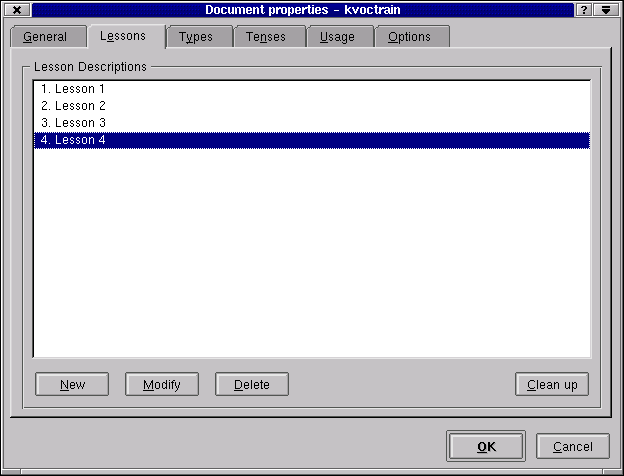 Document properties - kvoctrain
General Lessons Types Tenses Usage Options
Lesson Descriptions
1. Lesson 1
2. Lesson 2
3. Lesson 3
4. Lesson 4
New Modify Delete Clean up
OK Cancel